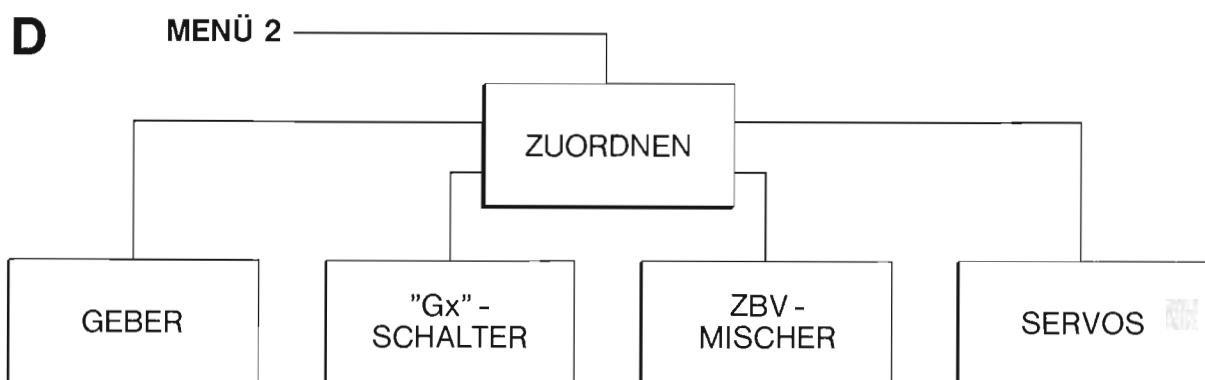 D
MENÜ 2
ZUORDNEN
GEBER
"Gx" -
SCHALTER
ZBV -
MISCHER
SERVOS